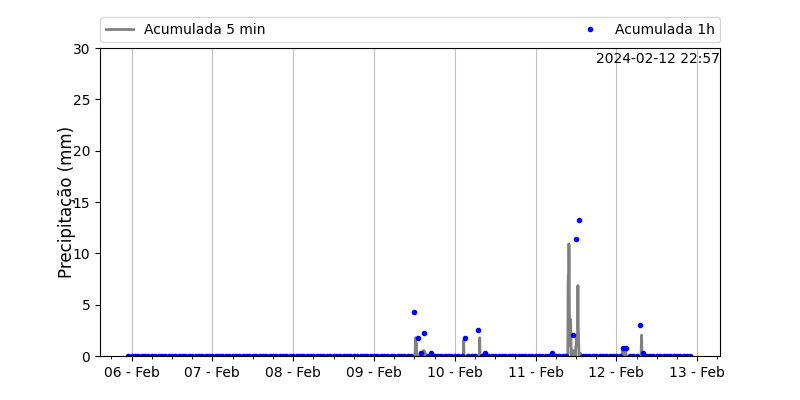 Acumulada 5 min
Acumulada 1h
2024-02-12 22:57
Precipitação (mm)
30
25
20
15
10
5
0
06 - Feb
07 - Feb
08 - Feb
09 - Feb
10 - Feb
11 - Feb
12 - Feb
13 - Feb